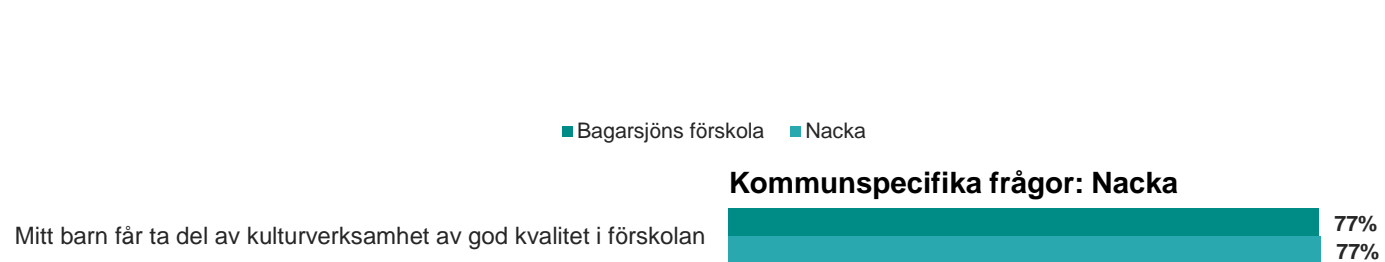 Bagarsjöns förskola Nacka
Kommunspecifika frågor: Nacka
77%
Mitt barn får ta del av kulturverksamhet av god kvalitet i förskolan
77%